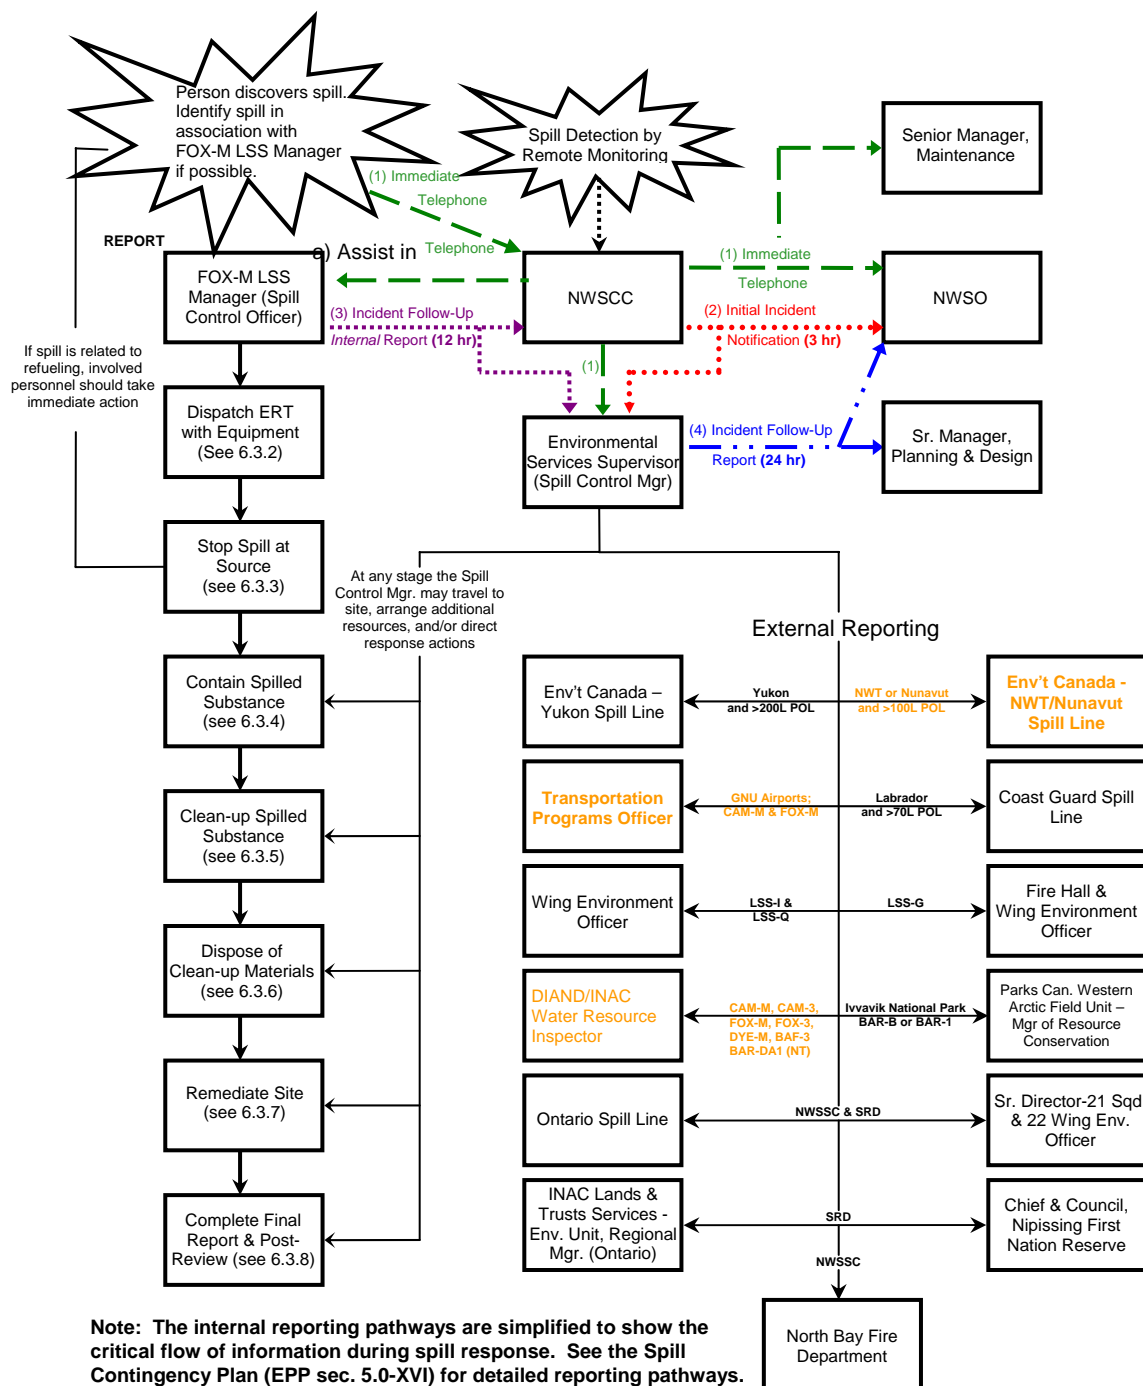 Person discovers spill.
Identify spill in
association with
FOX-M LSS Manager
if possible.
Spill Detection by
Remote Monitoring
Senior Manager,
Maintenance
(1) Immediate
Telephone
REPORT
a) Assist in
Telephone
FOX-M LSS
Manager (Spill
Control Officer)
NWSCC
(1) Immediate
Telephone
NWSO
(3) Incident Follow-Up
Internal Report (12 hr)
(2) Initial Incident
Notification (3 hr)
(1)
If spill is related to
refueling, involved
personnel should take
immediate action
Dispatch ERT
with Equipment
(See 6.3.2)
Environmental
Services Supervisor
(Spill Control Mgr)
(4) Incident Follow-Up
Report (24 hr)
Sr. Manager,
Planning & Design
Stop Spill at
Source
(see 6.3.3)
At any stage the Spill
Control Mgr. may travel to
site, arrange additional
resources, and/or direct
response actions
External Reporting
Contain Spilled
Substance
(see 6.3.4)
Env't Canada –
Yukon Spill Line
Yukon
and >200L POL
NWT or Nunavut
and >100L POL
Env't Canada -
NWT/Nunavut
Spill Line
Clean-up Spilled
Substance
(see 6.3.5)
Transportation
Programs Officer
GNU Airports;
CAM-M & FOX-M
Labrador
and >70L POL
Coast Guard Spill
Line
Wing Environment
Officer
LSS-I &
LSS-Q
LSS-G
Fire Hall &
Wing Environment
Officer
Dispose of
Clean-up Materials
(see 6.3.6)
DIAND/INAC
Water Resource
Inspector
CAM-M, CAM-3,
FOX-M, FOX-3,
DYE-M, BAF-3
BAR-DA1 (NT)
Ivvavik National Park
BAR-B or BAR-1
Parks Can. Western
Arctic Field Unit –
Mgr of Resource
Conservation
Remediate Site
(see 6.3.7)
Ontario Spill Line
NWSSC & SRD
Sr. Director-21 Sqd
& 22 Wing Env.
Officer
Complete Final
Report & Post-
Review (see 6.3.8)
INAC Lands &
Trusts Services -
Env. Unit, Regional
Mgr. (Ontario)
SRD
Chief & Council,
Nipissing First
Nation Reserve
NWSSC
North Bay Fire
Department
Note: The internal reporting pathways are simplified to show the
critical flow of information during spill response. See the Spill
Contingency Plan (EPP sec. 5.0-XVI) for detailed reporting pathways.